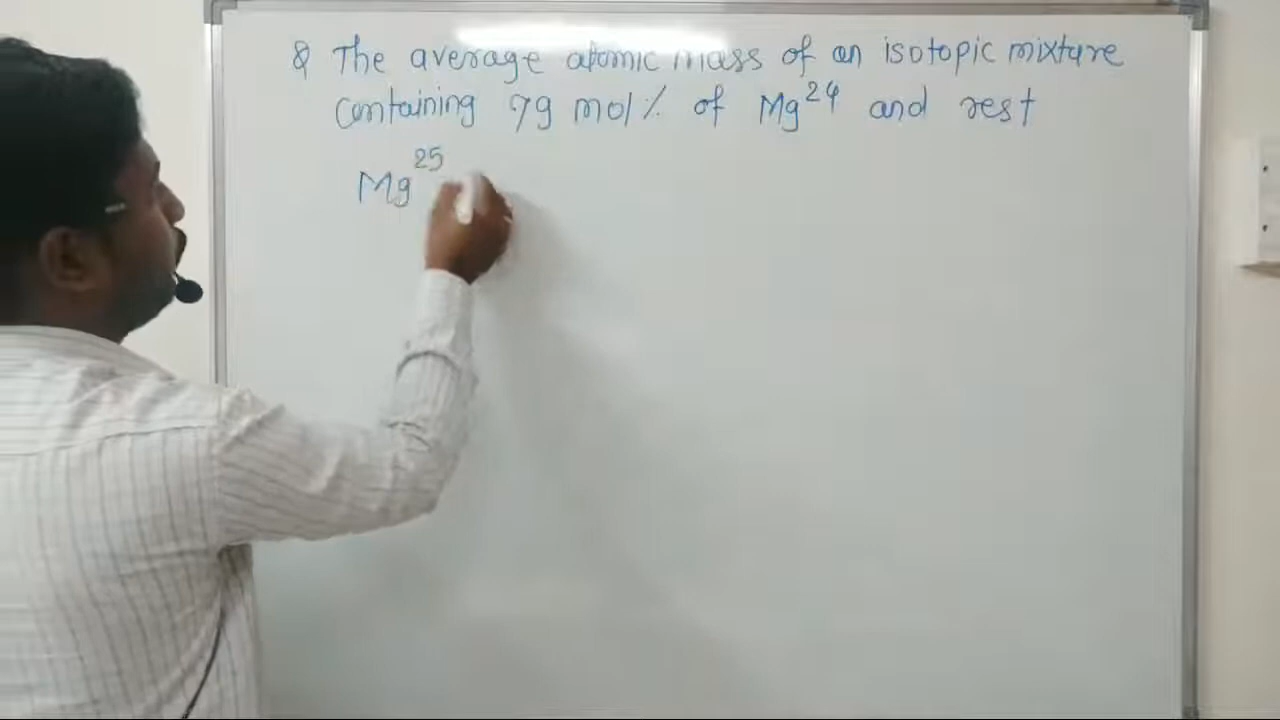 Q The average atomic mass of an isotopic mixture
containing 79 mol% of Mg²⁴ and rest
Mg²⁵